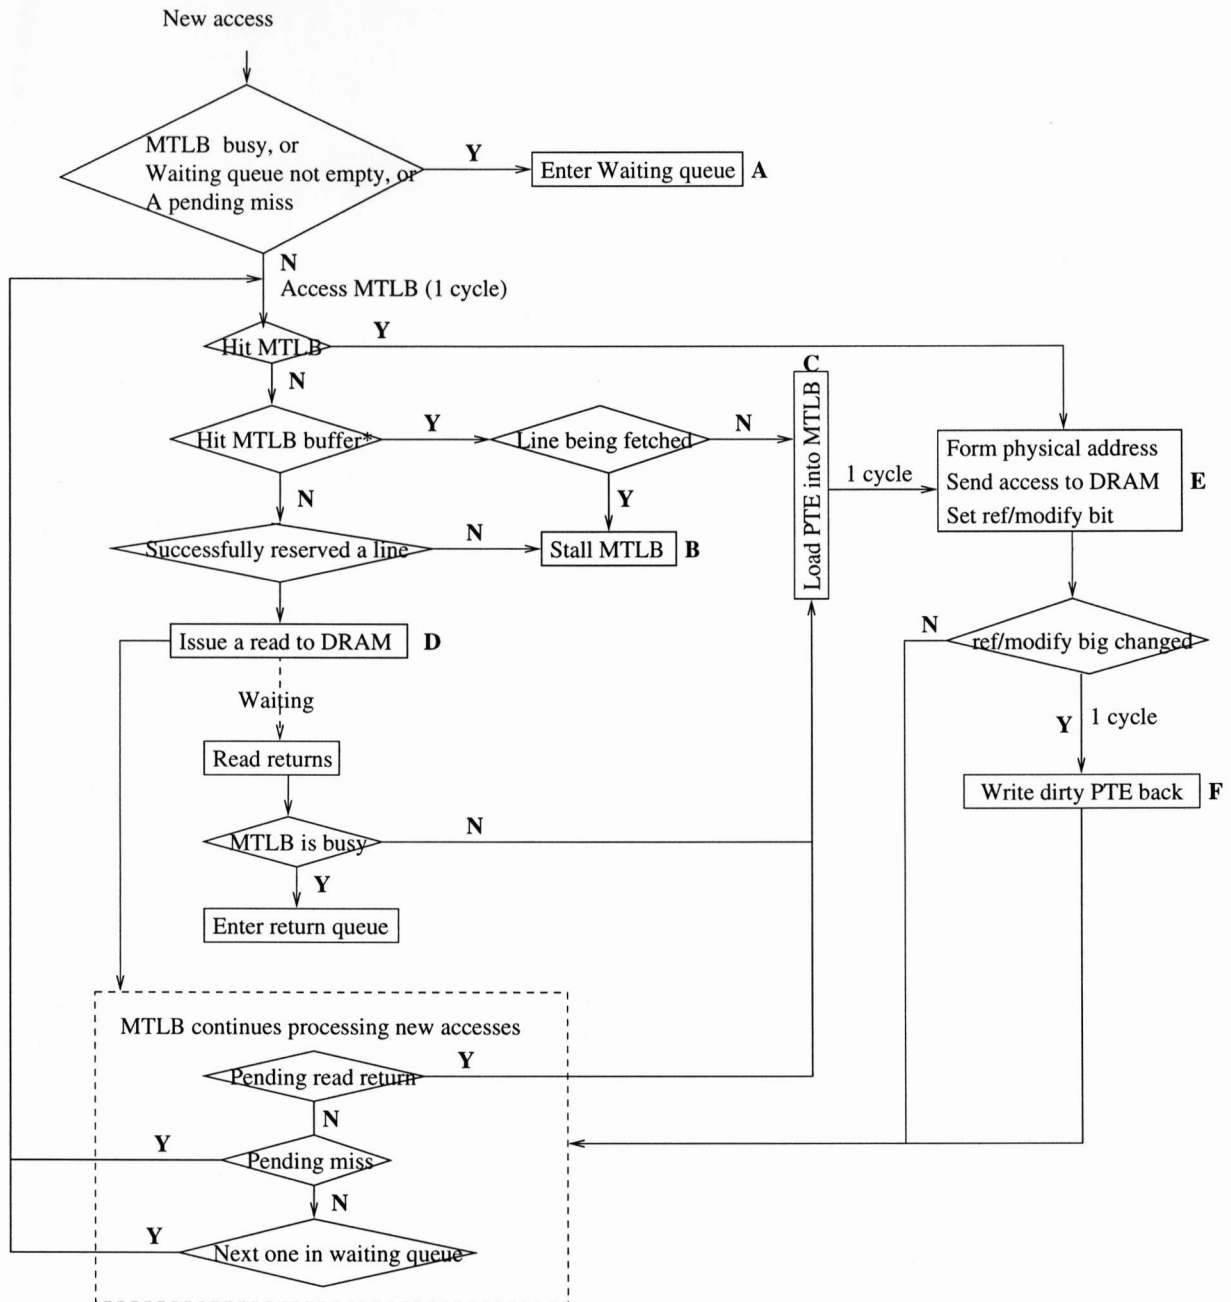 New access
MTLB busy, or
Waiting queue not empty, or
A pending miss
Y
Enter Waiting queue
A
N
Access MTLB (1 cycle)
Hit MTLB
Y
N
C
Hit MTLB buffer*
Y
Line being fetched
N
Load PTE into MTLB
1 cycle
Form physical address
Send access to DRAM
Set ref/modify bit
E
N
Y
Successfully reserved a line
N
Stall MTLB
B
Issue a read to DRAM
D
N
ref/modify big changed
Waiting
Y
1 cycle
Read returns
Write dirty PTE back
F
MTLB is busy
N
Y
Enter return queue
MTLB continues processing new accesses
Pending read return
Y
N
Y
Pending miss
N
Y
Next one in waiting queue